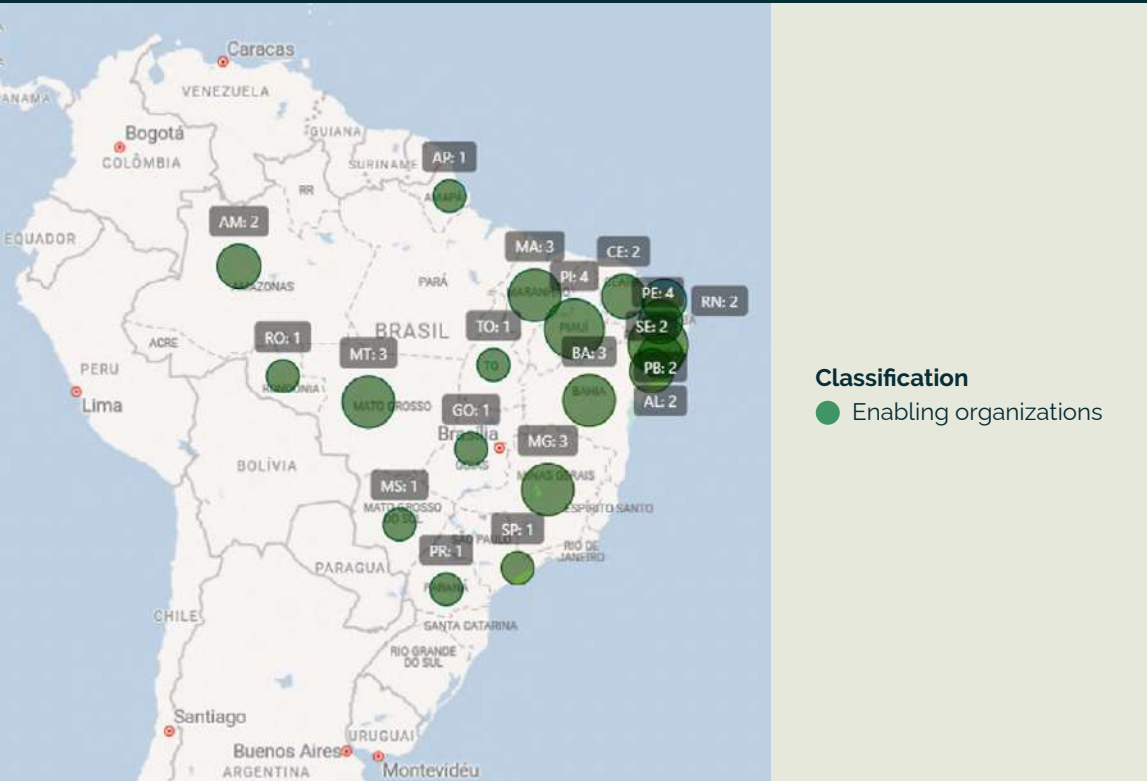 Caracas
VENEZUELA
PANAMÁ
GUIANA
Bogotá
COLÔMBIA
SURINAME
AP: 1
AMAPÁ
RR
AM: 2
EQUADOR
AMAZONAS
PARÁ
MA: 3
CE: 2
PI: 4
MARANHÃO
PE: 4
RN: 2
BRASIL
TO: 1
PIAUÍ
SE: 2
ACRE
RO: 1
MT: 3
BA: 3
PERU
TO
PB: 2
RONDÔNIA
BAHIA
Lima
MATO GROSSO
GO: 1
AL: 2
Brasília
MG: 3
BOLÍVIA
GOIÁS
MINAS GERAIS
MS: 1
MATO GROSSO
DO SUL
ESPÍRITO SANTO
SP: 1
SÃO PAULO
PR: 1
RIO DE
JANEIRO
PARAGUAI
PARANÁ
CHILE
SANTA CATARINA
RIO GRANDE
DO SUL
Santiago
URUGUAI
Buenos Aires
ARGENTINA
Montevidéu
Classification
Enabling organizations